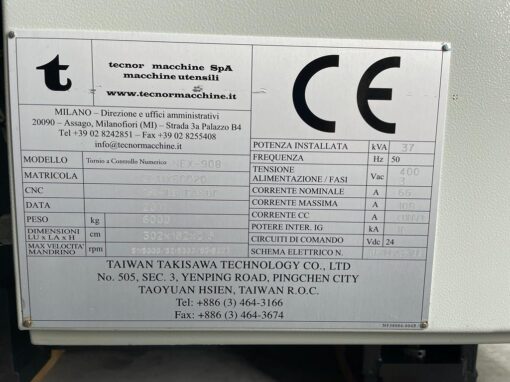 t
tecnor macchine SpA
macchine utensili
www.tecnormacchine.it
CE
MILANO – Direzione e uffici amministrativi
20090 – Assago, Milanofiori (MI) – Strada 3a Palazzo B4
Tel +39 02 8242851 – Fax +39 02 8255408
info@tecnormacchine.it
MODELLO Tornio a Controllo Numerico NEX-908
MATRICOLA
CNC
DATA
PESO kg 6000
DIMENSIONI
LU x LA x H cm
MAX VELOCITA'
MANDRINO rpm
POTENZA INSTALLATA kVA 37
FREQUENZA Hz 50
TENSIONE
ALIMENTAZIONE / FASI Vac 400
3
CORRENTE NOMINALE A
CORRENTE MASSIMA A
CORRENTE CC A
POTERE INTER. IG kA
CIRCUITI DI COMANDO Vdc 24
SCHEMA ELETTRICO N.
TAIWAN TAKISAWA TECHNOLOGY CO., LTD
No. 505, SEC. 3, YENPING ROAD, PINGCHEN CITY
TAOYUAN HSIEN, TAIWAN R.O.C.
Tel: +886 (3) 464-3166
Fax: +886 (3) 464-3674